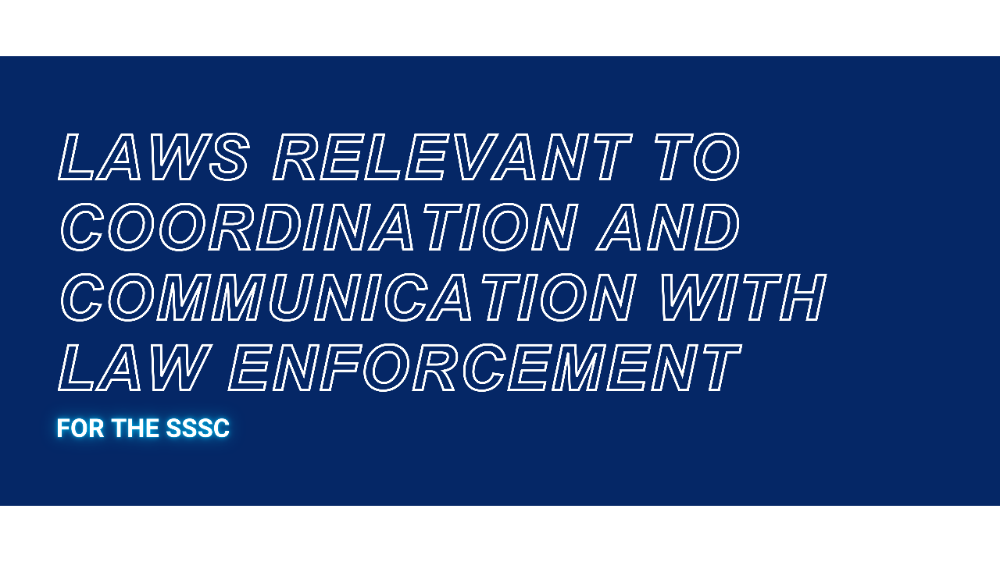 LAWS RELEVANT TO
COORDINATION AND
COMMUNICATION WITH
LAW ENFORCEMENT
FOR THE SSSC